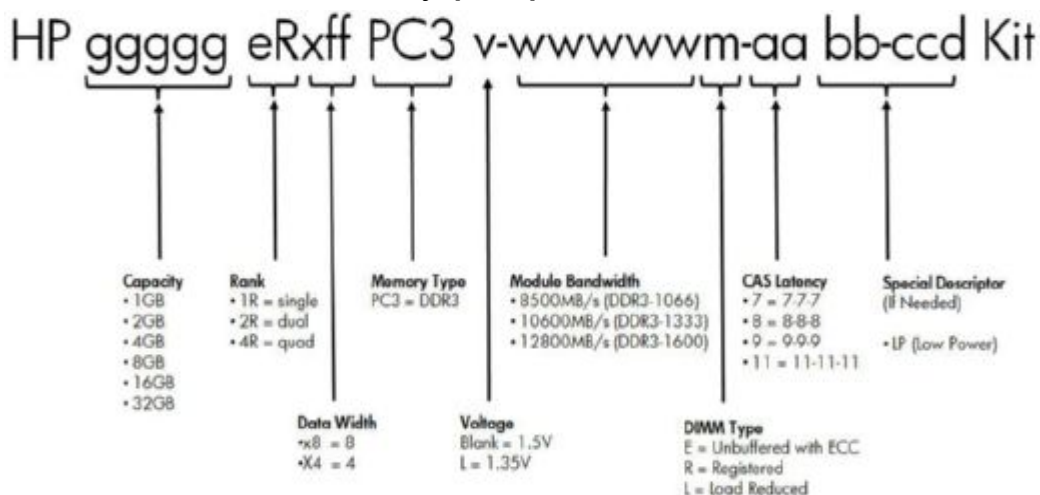 HP ggggg eRxff PC3 v-wwwwwm-aa bb-ccd Kit
Capacity
• 1GB
• 2GB
• 4GB
• 8GB
• 16GB
• 32GB
Rank
• 1R = single
• 2R = dual
• 4R = quad
Memory Type
PC3 = DDR3
Module Bandwidth
• 8500MB/s (DDR3-1066)
• 10600MB/s (DDR3-1333)
• 12800MB/s (DDR3-1600)
CAS Latency
• 7 = 7-7-7
• 8 = 8-8-8
• 9 = 9-9-9
• 11 = 11-11-11
Special Descriptor
(If Needed)
• LP (Low Power)
Data Width
•x8 = 8
•X4 = 4
Voltage
Blank = 1.5V
L = 1.35V
DIMM Type
E = Unbuffered with ECC
R = Registered
L = Load Reduced